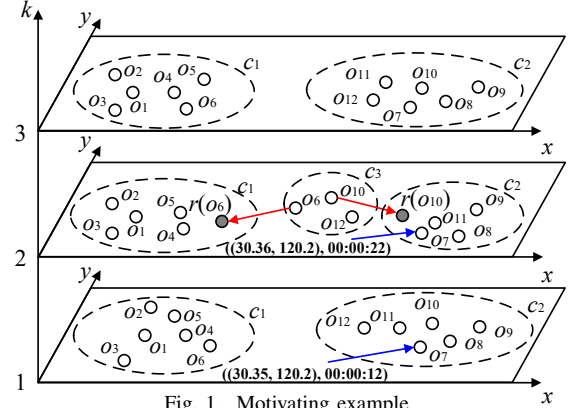 k
y
o2 o4 o5 c1
o3 o1 o6
o11 o10 c2
o12 o7 o8 o9
3 x
y
o2 o5 r(o6) c1
o3 o1 o4
o6 o10 c3
o12
r(o10) o9 c2
o11
o7 o8
((30.36, 120.2), 00:00:22)
2 x
y
o2 o5 c1
o3 o1 o4
o6
o12 o11 o10 o9 c2
o7 o8
((30.35, 120.2), 00:00:12)
1 x
Fig. 1 Motivating example